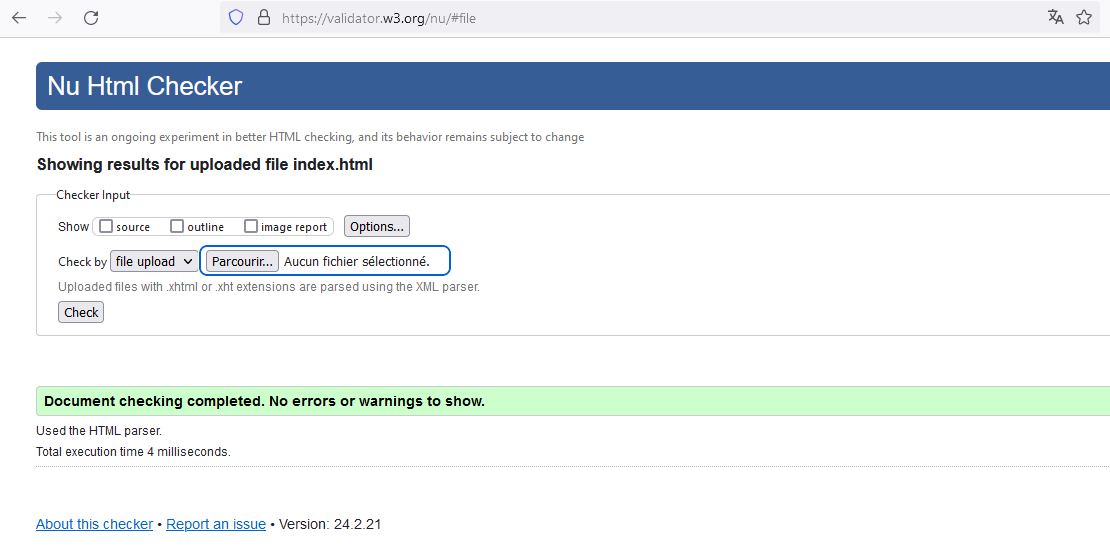 https://validator.w3.org/nu/#file
Nu Html Checker
This tool is an ongoing experiment in better HTML checking, and its behavior remains subject to change
Showing results for uploaded file index.html
Checker Input
Show source outline image report Options...
Check by file upload Parcourir... Aucun fichier sélectionné.
Uploaded files with .xhtml or .xht extensions are parsed using the XML parser.
Check
Document checking completed. No errors or warnings to show.
Used the HTML parser.
Total execution time 4 milliseconds.
About this checker • Report an issue • Version: 24.2.21